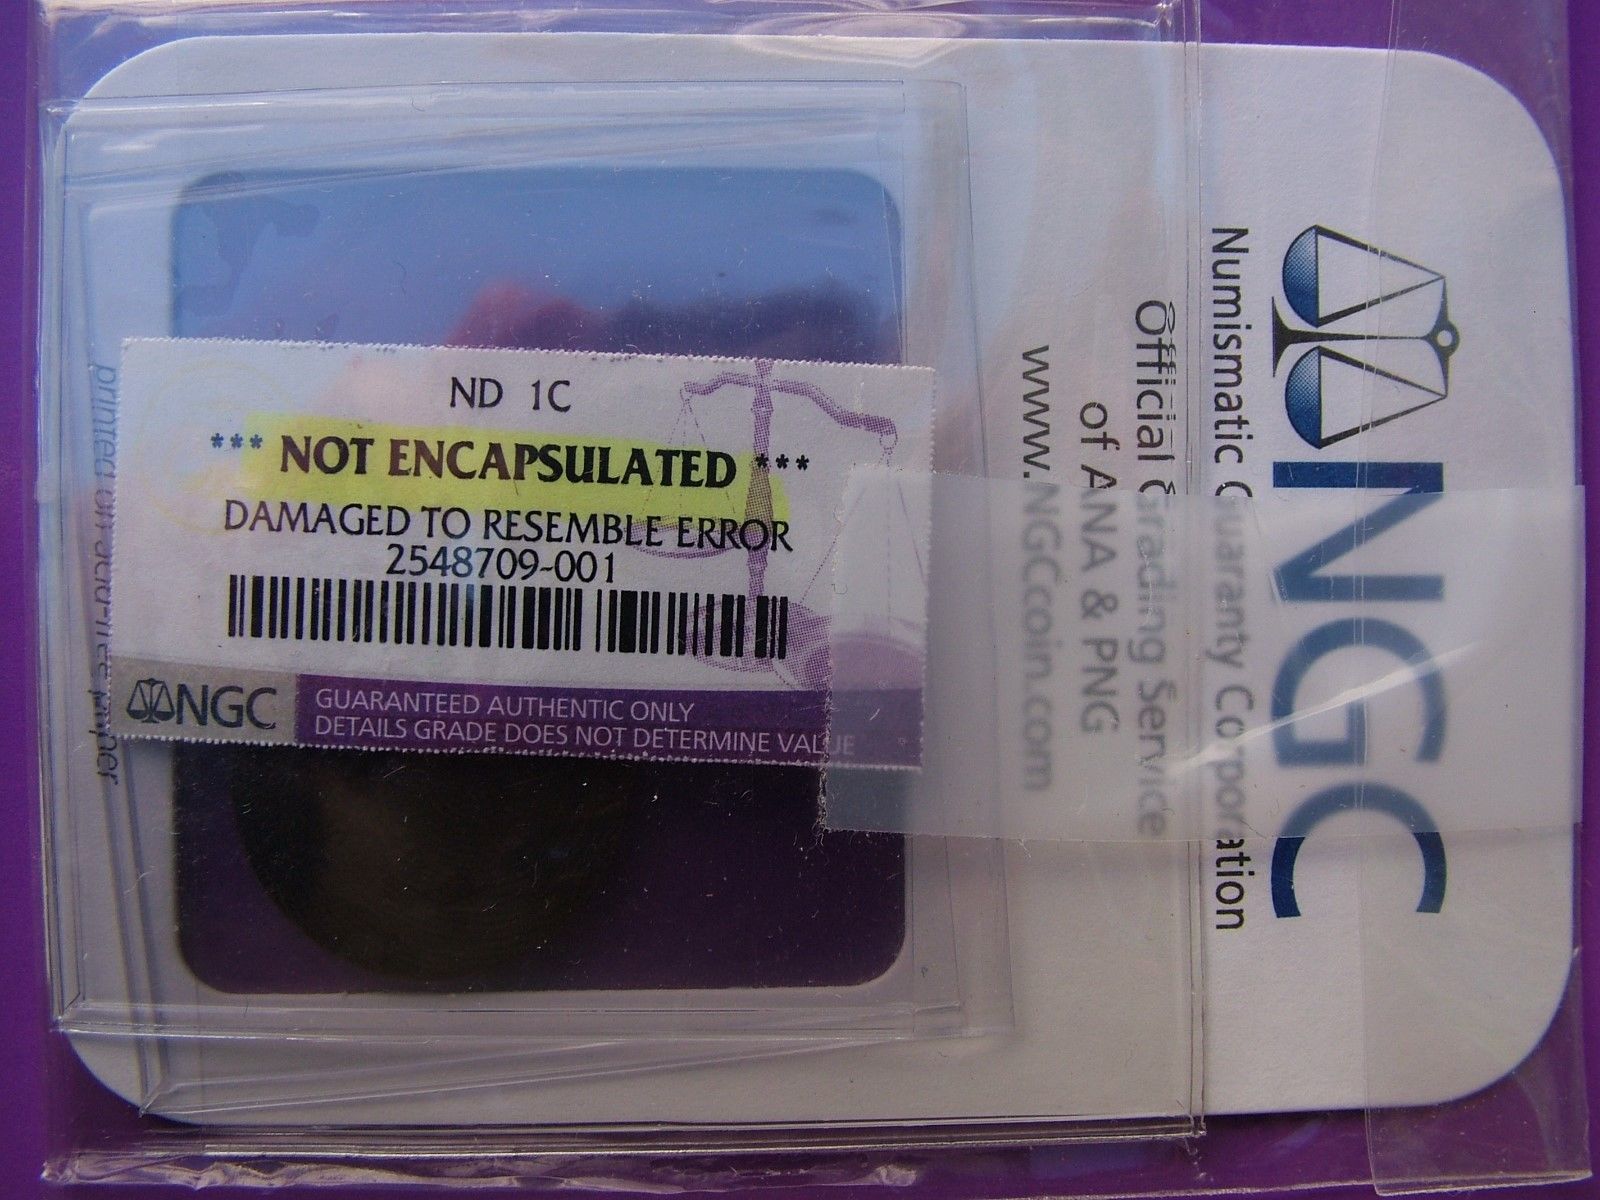 ND 1C
*** NOT ENCAPSULATED ***
DAMAGED TO RESEMBLE ERROR
2548709-001
NGC
GUARANTEED AUTHENTIC ONLY
DETAILS GRADE DOES NOT DETERMINE VALUE
NGC
Numismatic Guaranty Corporation
Official Grading Service
of ANA & PNG
www.NGCcoin.com
printed on acid-free paper